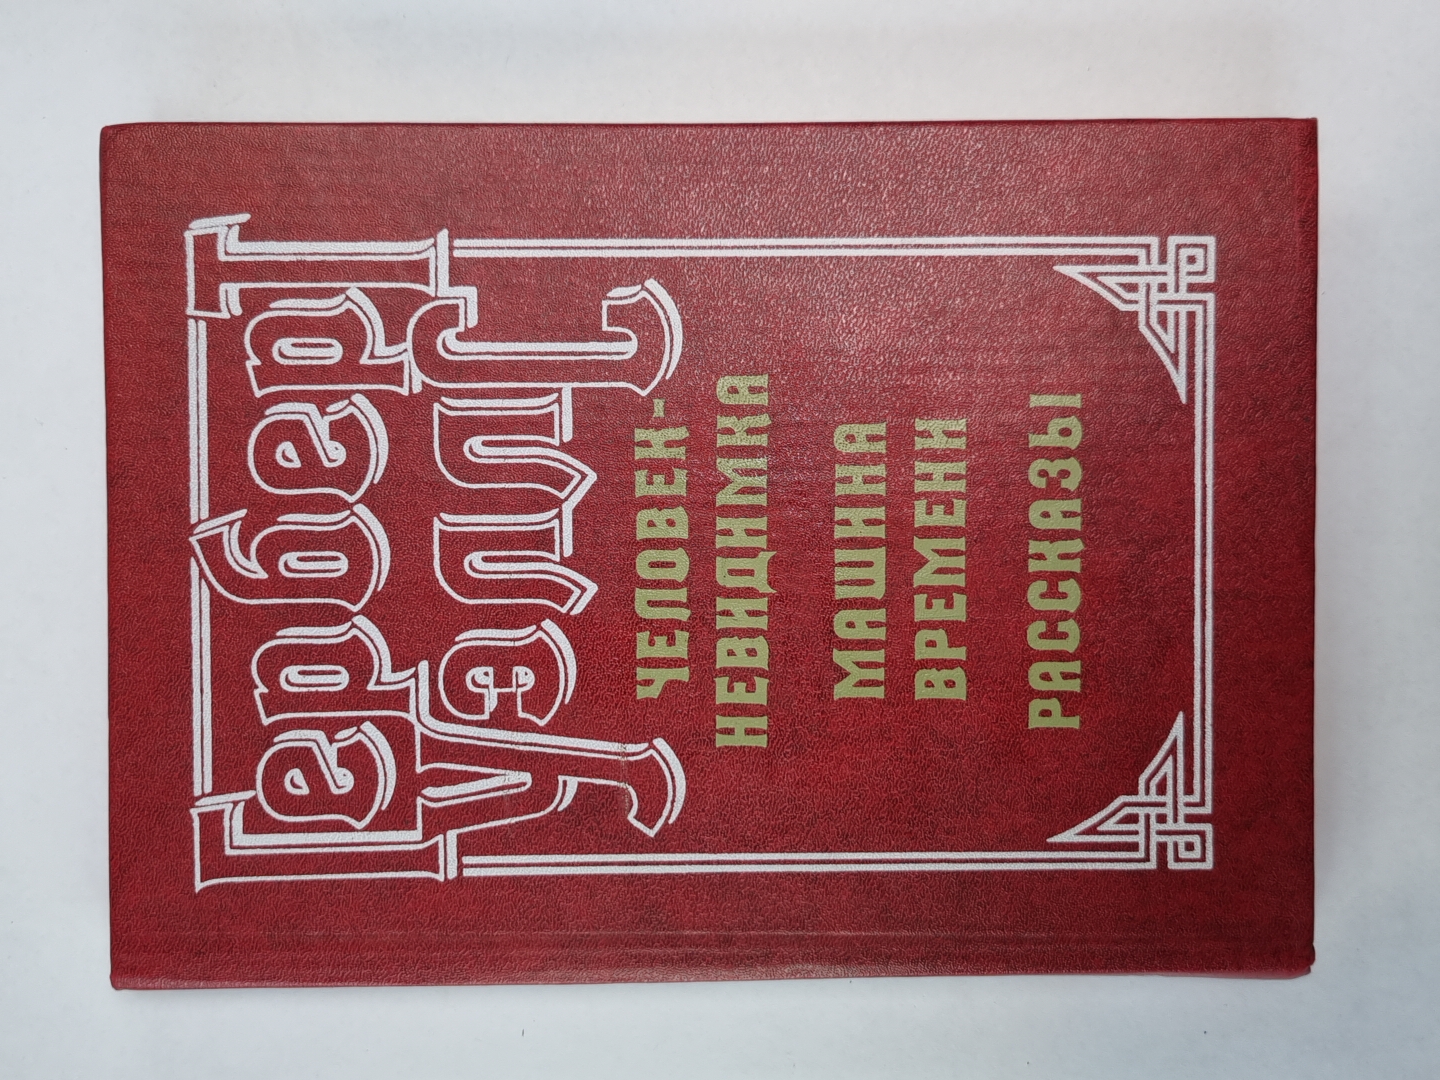 Герберт
Уэллс
ЧЕЛОВЕК-
НЕВИДИМКА
МАШИНА
ВРЕМЕНИ
РАССКАЗЫ